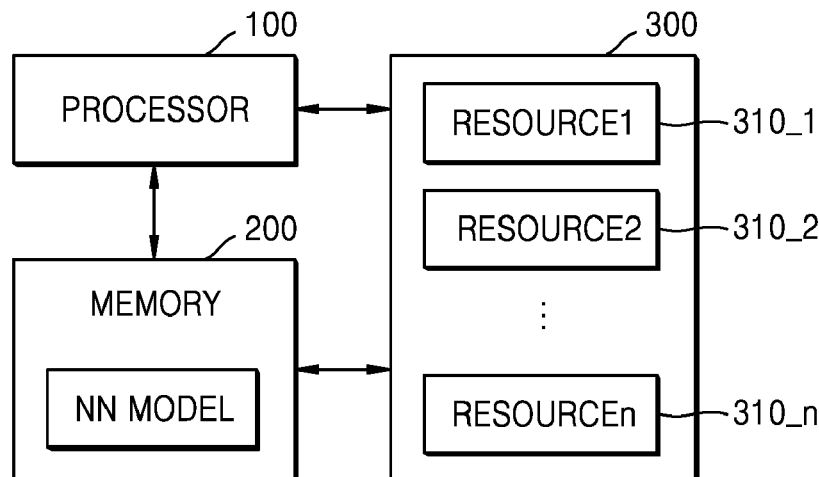 100
300
PROCESSOR
RESOURCE1
310_1
RESOURCE2
310_2
200
MEMORY
⋮
NN MODEL
RESOURCEn
310_n